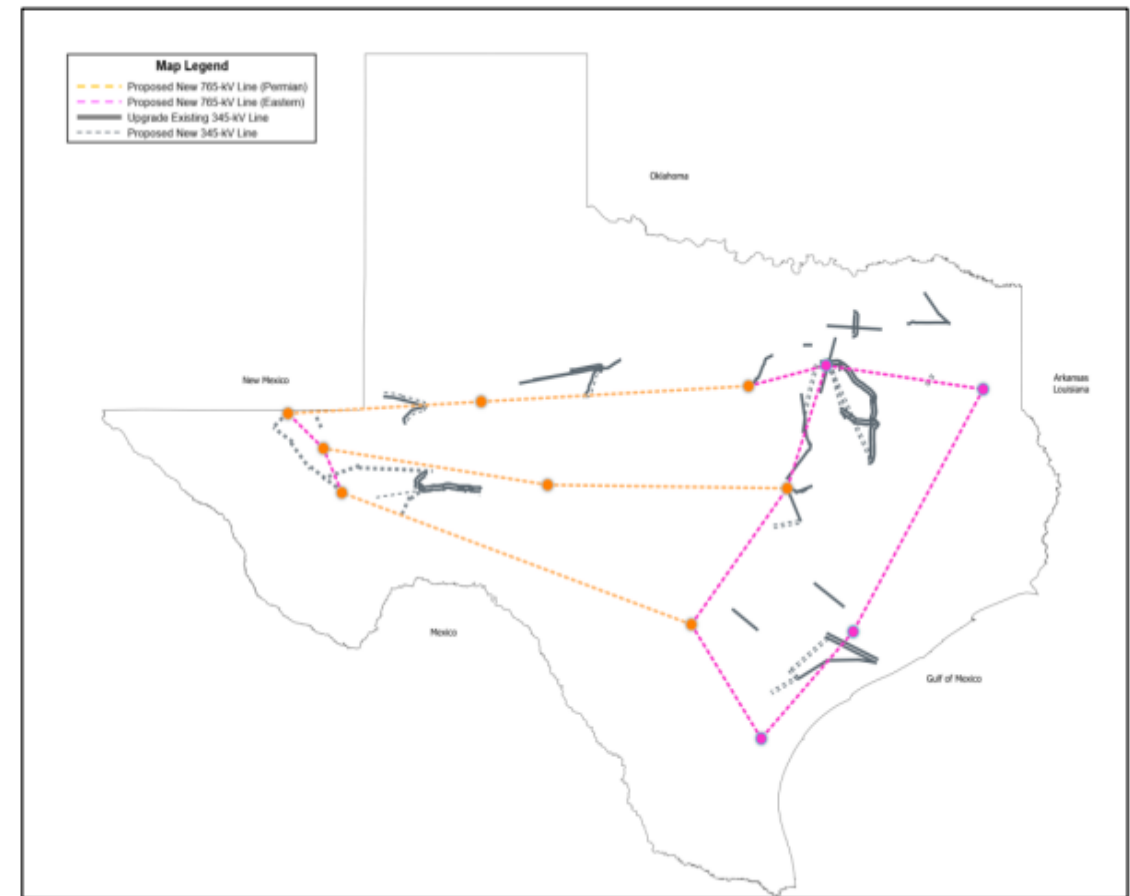 Map Legend
Proposed New 765-kV Line (Permian)
Proposed New 765-kV Line (Eastern)
Upgrade Existing 345-kV Line
Proposed New 345-kV Line
Oklahoma
New Mexico
Arkansas
Louisiana
Mexico
Gulf of Mexico